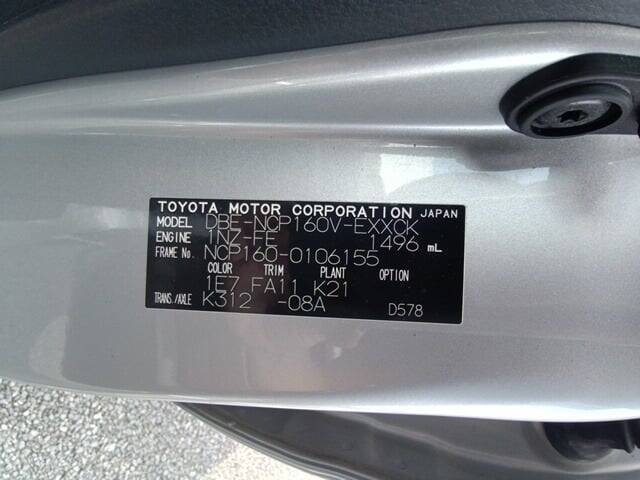 TOYOTA MOTOR CORPORATION JAPAN
MODEL DBE-NCP160V-EXXCK
ENGINE 1NZ-FE 1496 mL
FRAME No. NCP160-0106155
COLOR TRIM PLANT OPTION
1E7 FA11 K21
TRANS./AXLE K312 -08A D578